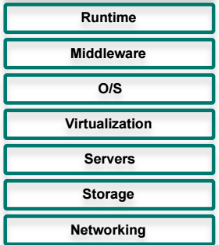 Runtime
Middleware
O/S
Virtualization
Servers
Storage
Networking